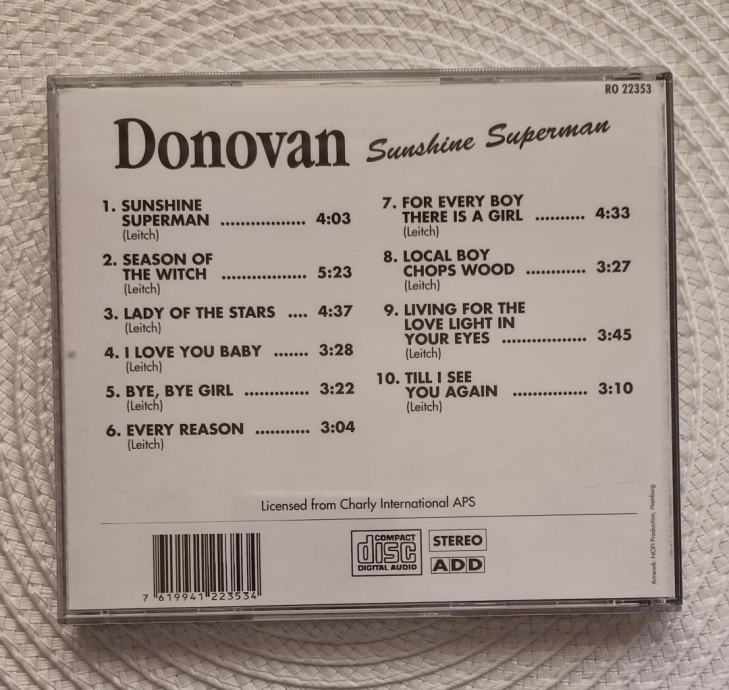 RO 22353
Donovan Sunshine Superman
1. SUNSHINE
SUPERMAN ................. 4:03
(Leitch)
2. SEASON OF
THE WITCH ................. 5:23
(Leitch)
3. LADY OF THE STARS .... 4:37
(Leitch)
4. I LOVE YOU BABY ....... 3:28
(Leitch)
5. BYE, BYE GIRL ............. 3:22
(Leitch)
6. EVERY REASON ........... 3:04
(Leitch)
7. FOR EVERY BOY
THERE IS A GIRL .......... 4:33
(Leitch)
8. LOCAL BOY
CHOPS WOOD ............ 3:27
(Leitch)
9. LIVING FOR THE
LOVE LIGHT IN
YOUR EYES ................. 3:45
(Leitch)
10. TILL I SEE
YOU AGAIN ............... 3:10
(Leitch)
Licensed from Charly International APS
7 619941 223534
COMPACT
disc
DIGITAL AUDIO
STEREO
ADD
Artwork: NOFI Production, Hamburg